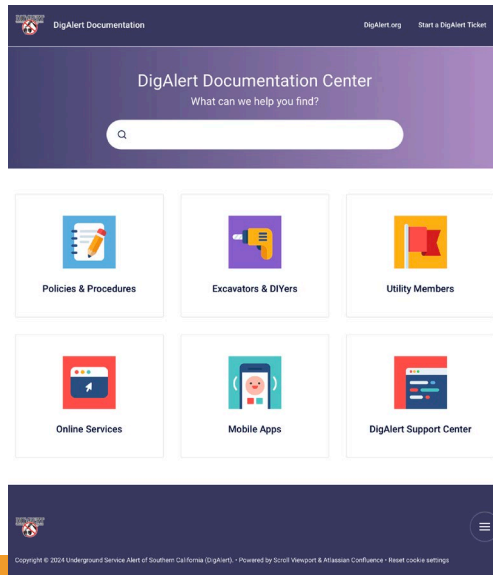 DigAlert Documentation
DigAlert.org
Start a DigAlert Ticket
DigAlert Documentation Center
What can we help you find?
Policies & Procedures
Excavators & DIYers
Utility Members
Online Services
Mobile Apps
DigAlert Support Center
Copyright © 2024 Underground Service Alert of Southern California (DigAlert). • Powered by Scroll Viewport & Atlassian Confluence • Reset cookie settings